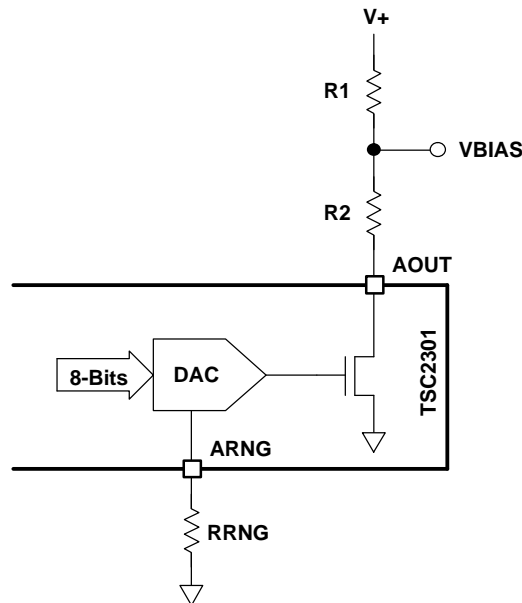 V+
R1
VBIAS
R2
AOUT
TSC2301
8-Bits
DAC
ARNG
RRNG